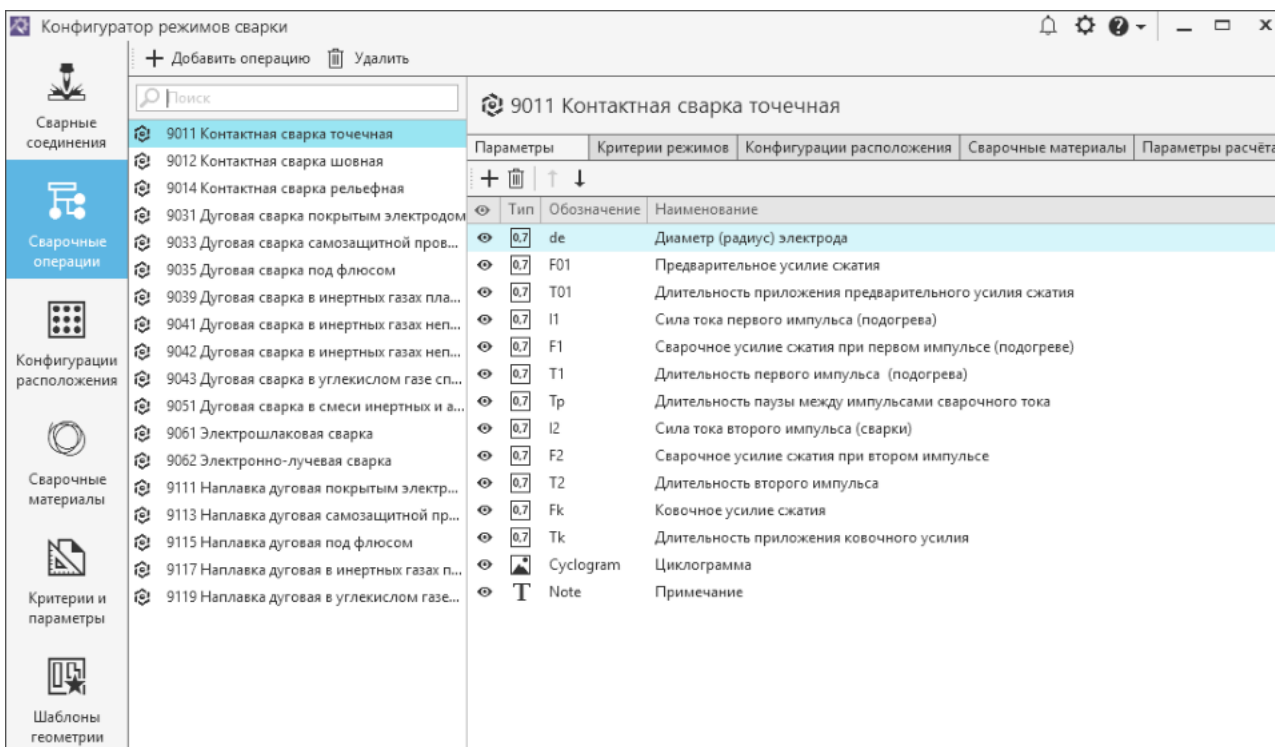 Конфигуратор режимов сварки
Добавить операцию Удалить
Поиск
Сварные
соединения
Сварочные
операции
Конфигурации
расположения
Сварочные
материалы
Критерии и
параметры
Шаблоны
геометрии
9011 Контактная сварка точечная
9012 Контактная сварка шовная
9014 Контактная сварка рельефная
9031 Дуговая сварка покрытым электродом
9033 Дуговая сварка самозащитной пров...
9035 Дуговая сварка под флюсом
9039 Дуговая сварка в инертных газах пла...
9041 Дуговая сварка в инертных газах неп...
9042 Дуговая сварка в инертных газах неп...
9043 Дуговая сварка в углекислом газе сп...
9051 Дуговая сварка в смеси инертных и а...
9061 Электрошлаковая сварка
9062 Электронно-лучевая сварка
9111 Наплавка дуговая покрытым электр...
9113 Наплавка дуговая самозащитной пр...
9115 Наплавка дуговая под флюсом
9117 Наплавка дуговая в инертных газах п...
9119 Наплавка дуговая в углекислом газе...
9011 Контактная сварка точечная
Параметры Критерии режимов Конфигурации расположения Сварочные материалы Параметры расчёта
Тип Обозначение Наименование
0,7 de Диаметр (радиус) электрода
0,7 F01 Предварительное усилие сжатия
0,7 T01 Длительность приложения предварительного усилия сжатия
0,7 I1 Сила тока первого импульса (подогрева)
0,7 F1 Сварочное усилие сжатия при первом импульсе (подогреве)
0,7 T1 Длительность первого импульса (подогрева)
0,7 Tp Длительность паузы между импульсами сварочного тока
0,7 I2 Сила тока второго импульса (сварки)
0,7 F2 Сварочное усилие сжатия при втором импульсе
0,7 T2 Длительность второго импульса
0,7 Fk Ковочное усилие сжатия
0,7 Tk Длительность приложения ковочного усилия
Cyclogram Циклограмма
T Note Примечание